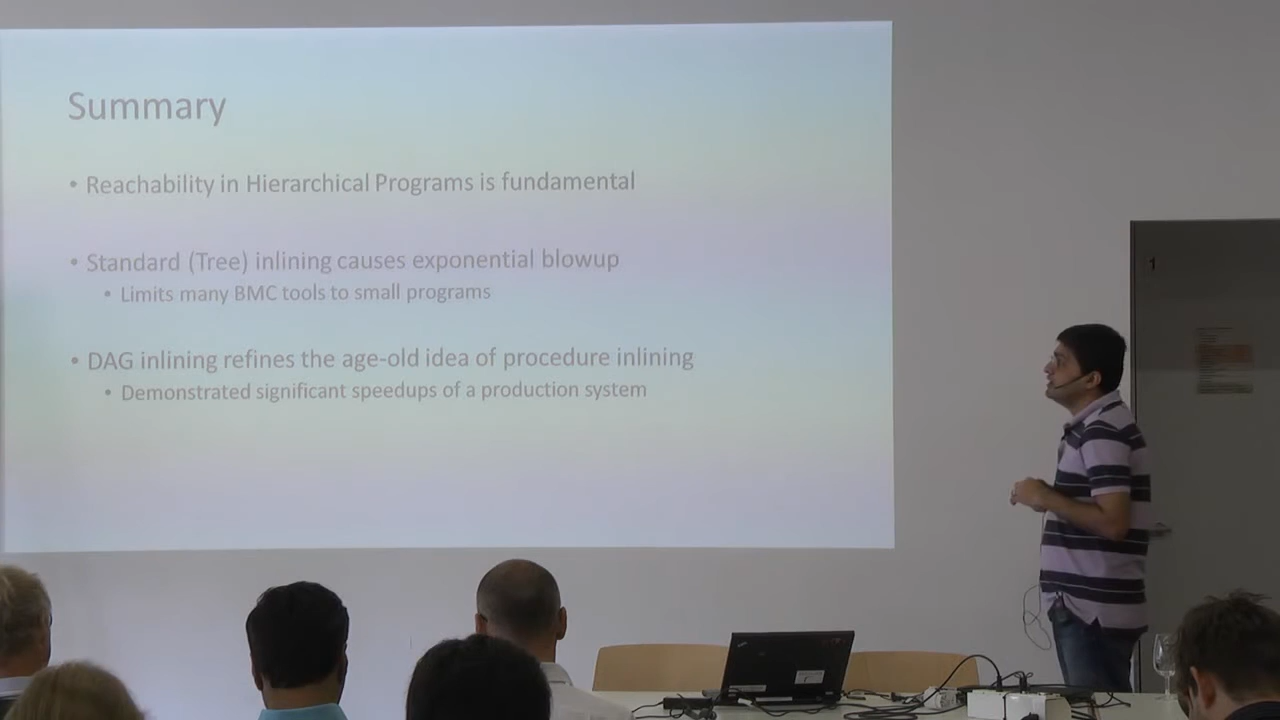 Summary
• Reachability in Hierarchical Programs is fundamental
• Standard (Tree) inlining causes exponential blowup
• Limits many BMC tools to small programs
• DAG inlining refines the age-old idea of procedure inlining
• Demonstrated significant speedups of a production system
1